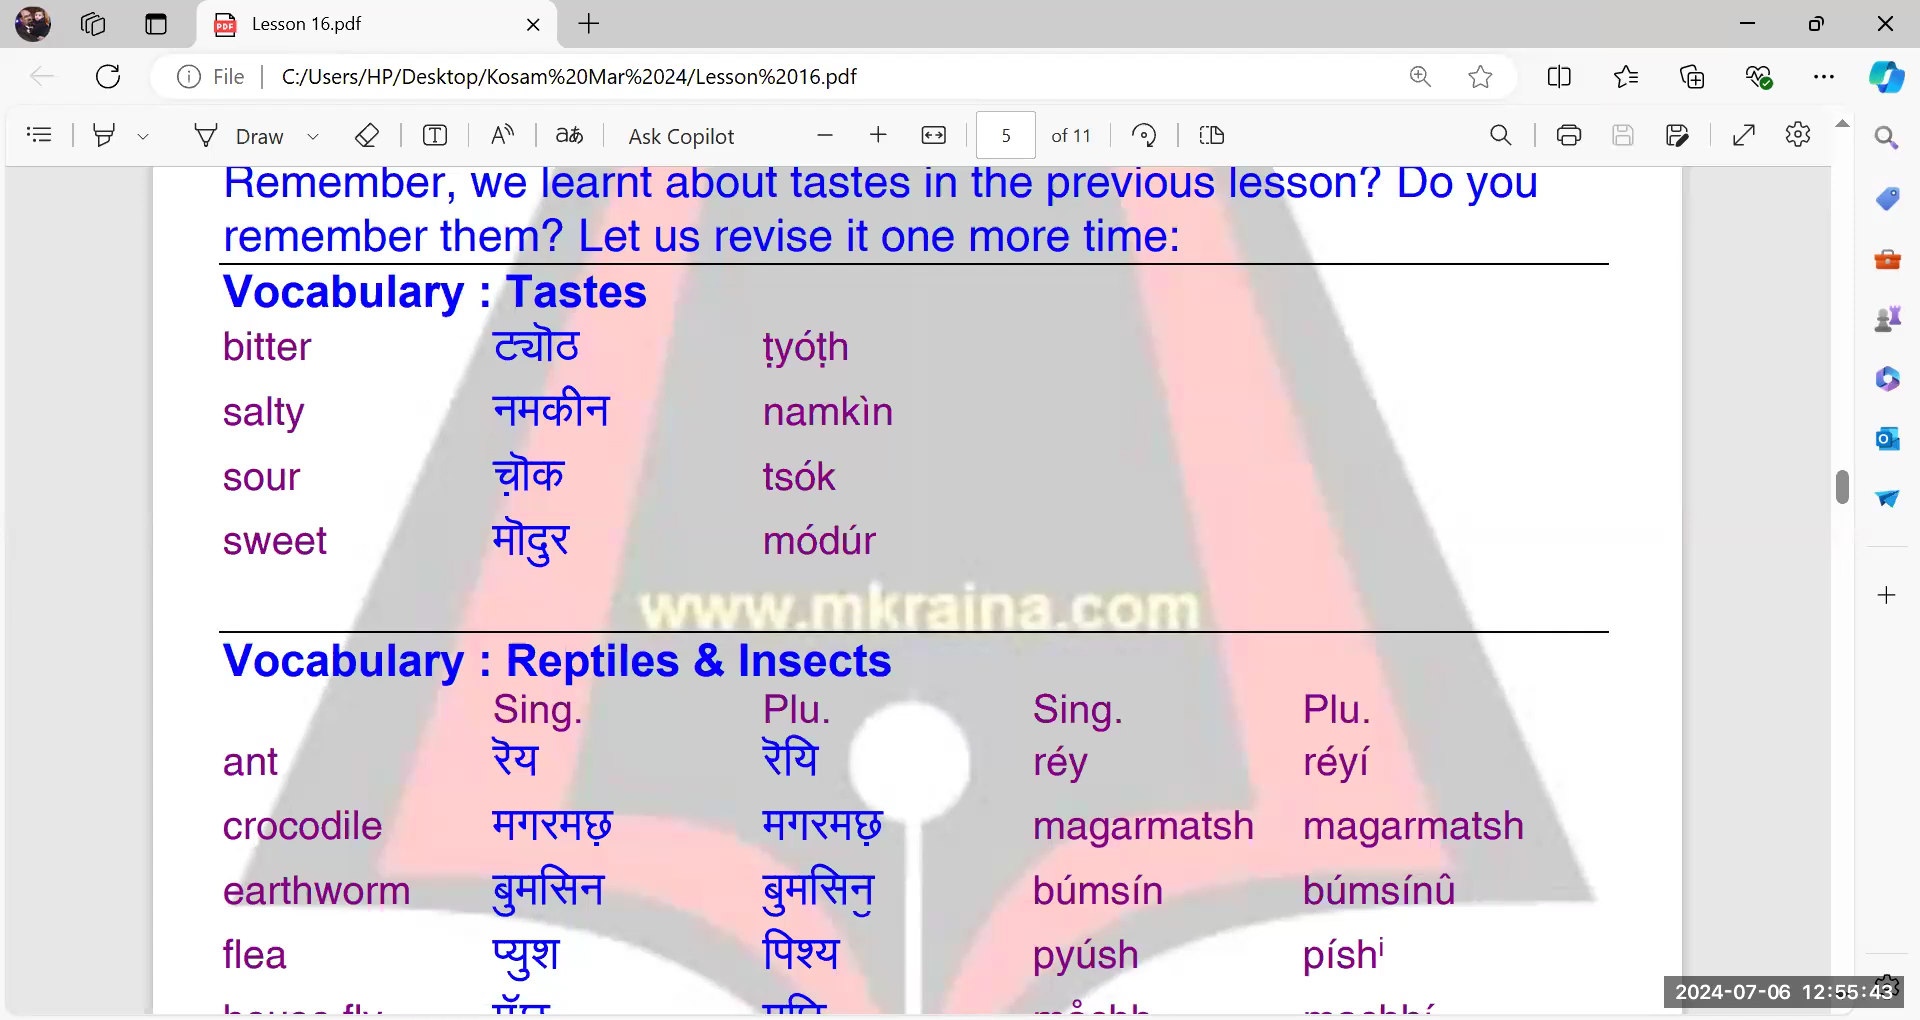 Lesson 16.pdf
File C:/Users/HP/Desktop/Kosam%20Mar%2024/Lesson%2016.pdf
Draw Ask Copilot 5 of 11
Remember, we learnt about tastes in the previous lesson? Do you
remember them? Let us revise it one more time:
Vocabulary : Tastes
bitter ट्यॊठ ṭyóṭh
salty नमकीन namkìn
sour च़ॊक tsók
sweet मॊदुर módúr
www.mkraina.com
Vocabulary : Reptiles & Insects
Sing. Plu. Sing. Plu.
ant रॆय रॆयि réy réyí
crocodile मगरमछ़ मगरमछ़ magarmatsh magarmatsh
earthworm बुमसिन बुमसिनॖ búmsín búmsínû
flea प्युश पिश्य pyúsh píshⁱ
2024-07-06 12:55:43